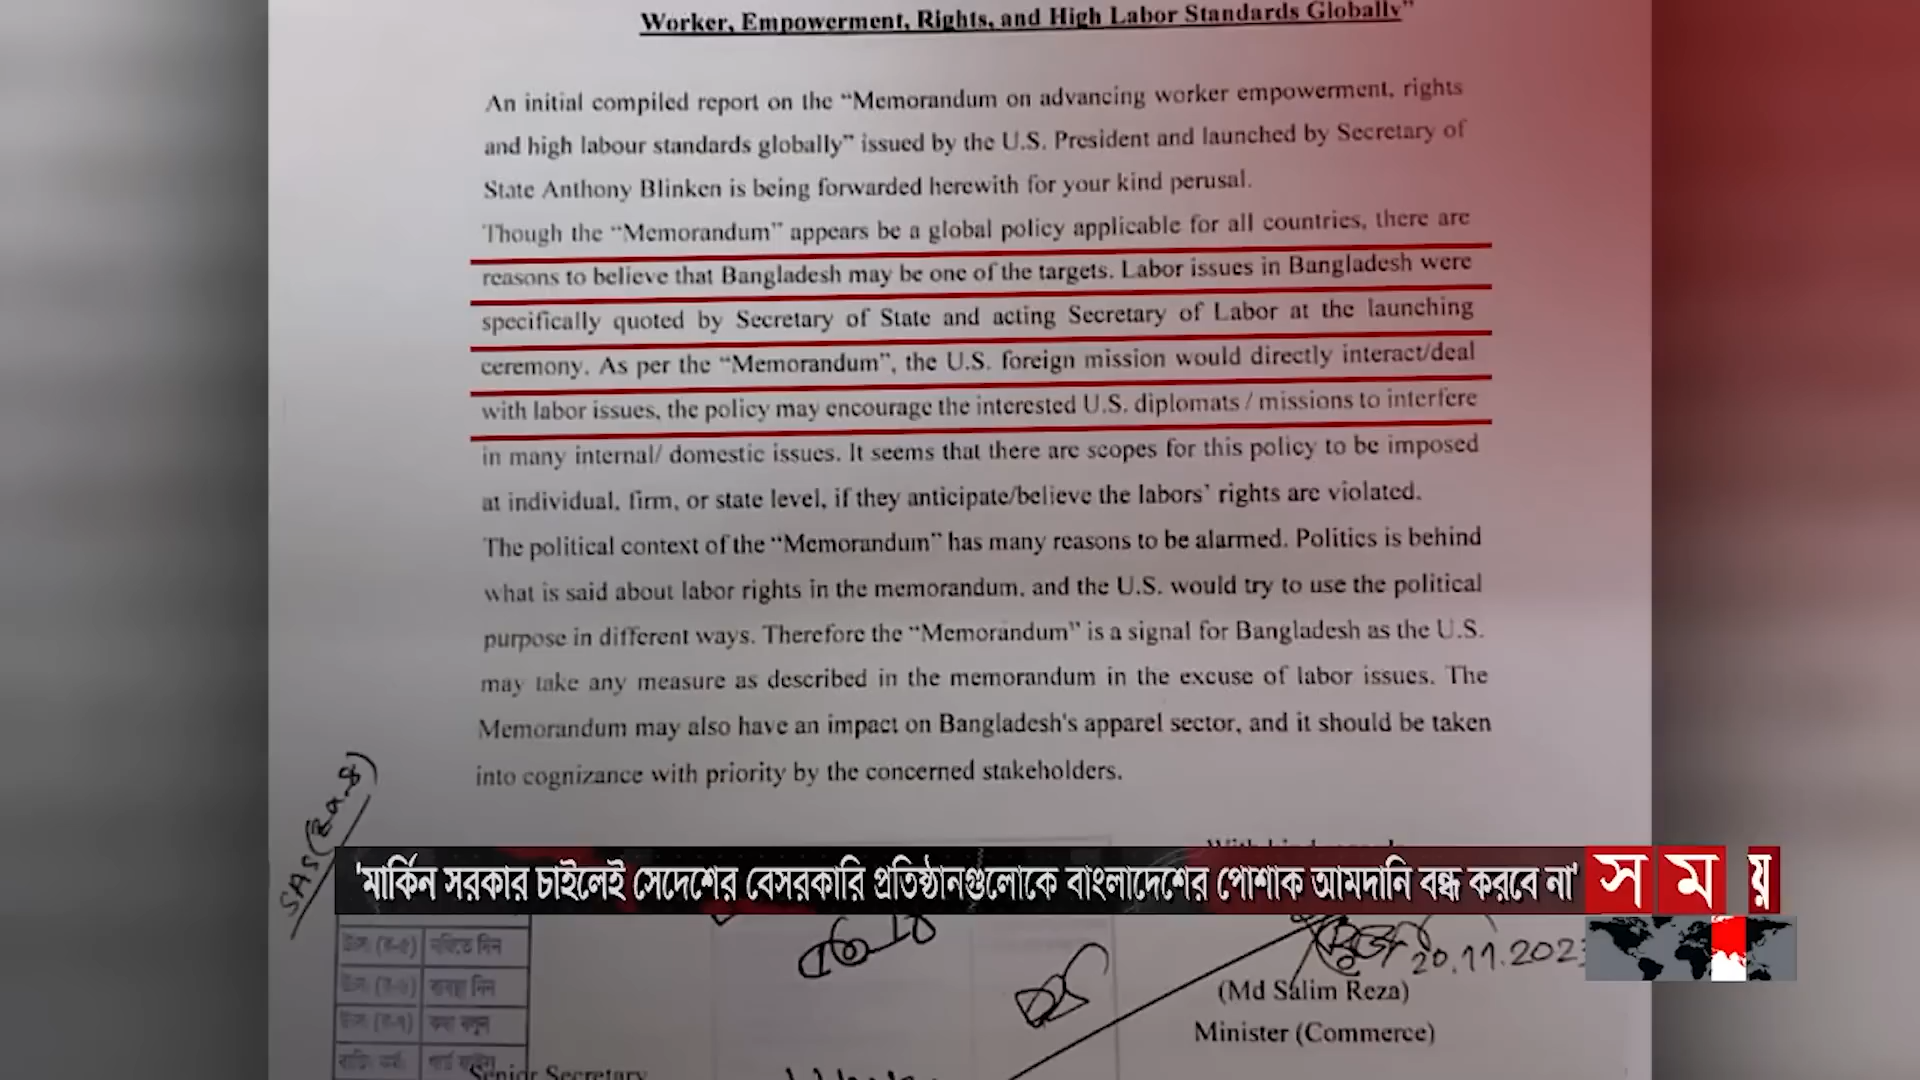 Worker, Empowerment, Rights, and High Labor Standards Globally”
An initial compiled report on the “Memorandum on advancing worker empowerment, rights
and high labour standards globally” issued by the U.S. President and launched by Secretary of
State Anthony Blinken is being forwarded herewith for your kind perusal.
Though the “Memorandum” appears be a global policy applicable for all countries, there are
reasons to believe that Bangladesh may be one of the targets. Labor issues in Bangladesh were
specifically quoted by Secretary of State and acting Secretary of Labor at the launching
ceremony. As per the “Memorandum”, the U.S. foreign mission would directly interact/deal
with labor issues, the policy may encourage the interested U.S. diplomats / missions to interfere
in many internal/ domestic issues. It seems that there are scopes for this policy to be imposed
at individual, firm, or state level, if they anticipate/believe the labors’ rights are violated.
The political context of the “Memorandum” has many reasons to be alarmed. Politics is behind
what is said about labor rights in the memorandum, and the U.S. would try to use the political
purpose in different ways. Therefore the “Memorandum” is a signal for Bangladesh as the U.S.
may take any measure as described in the memorandum in the excuse of labor issues. The
Memorandum may also have an impact on Bangladesh's apparel sector, and it should be taken
into cognizance with priority by the concerned stakeholders.
'মার্কিন সরকার চাইলেই সেদেশের বেসরকারি প্রতিষ্ঠানগুলোকে বাংলাদেশের পোশাক আমদানি বন্ধ করবে না'
সময়
20.11.202
(Md Salim Reza)
Minister (Commerce)
Senior Secretary